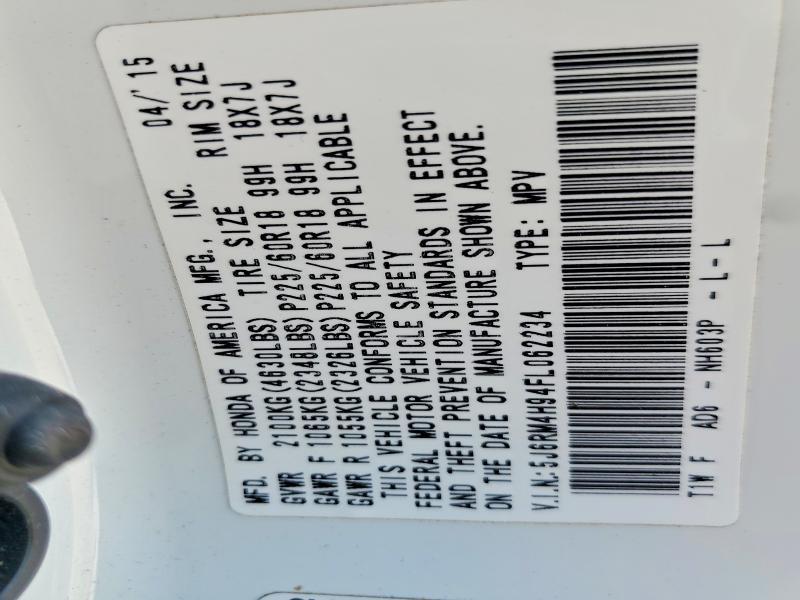 MFD. BY HONDA OF AMERICA MFG., INC. 04/'15
GVWR 2100KG(4630LBS) TIRE SIZE RIM SIZE
GAWR F 1065KG(2348LBS) P225/60R18 99H 18X7J
GAWR R 1055KG(2326LBS) P225/60R18 99H 18X7J
THIS VEHICLE CONFORMS TO ALL APPLICABLE
FEDERAL MOTOR VEHICLE SAFETY
AND THEFT PREVENTION STANDARDS IN EFFECT
ON THE DATE OF MANUFACTURE SHOWN ABOVE.
V.I.N.:5J6RM4H94FL062234 TYPE: MPV
T1W F AD6 - NH603P - L-L